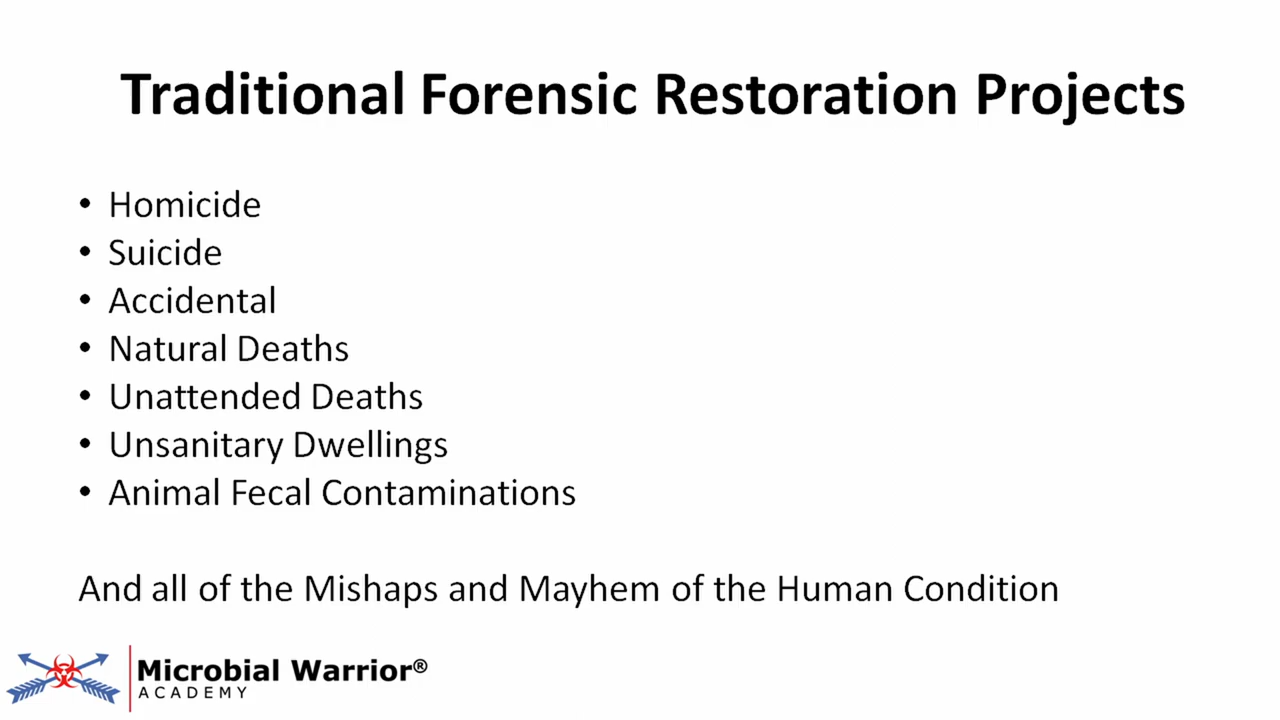 Traditional Forensic Restoration Projects
• Homicide
• Suicide
• Accidental
• Natural Deaths
• Unattended Deaths
• Unsanitary Dwellings
• Animal Fecal Contaminations
And all of the Mishaps and Mayhem of the Human Condition
Microbial Warrior®
ACADEMY